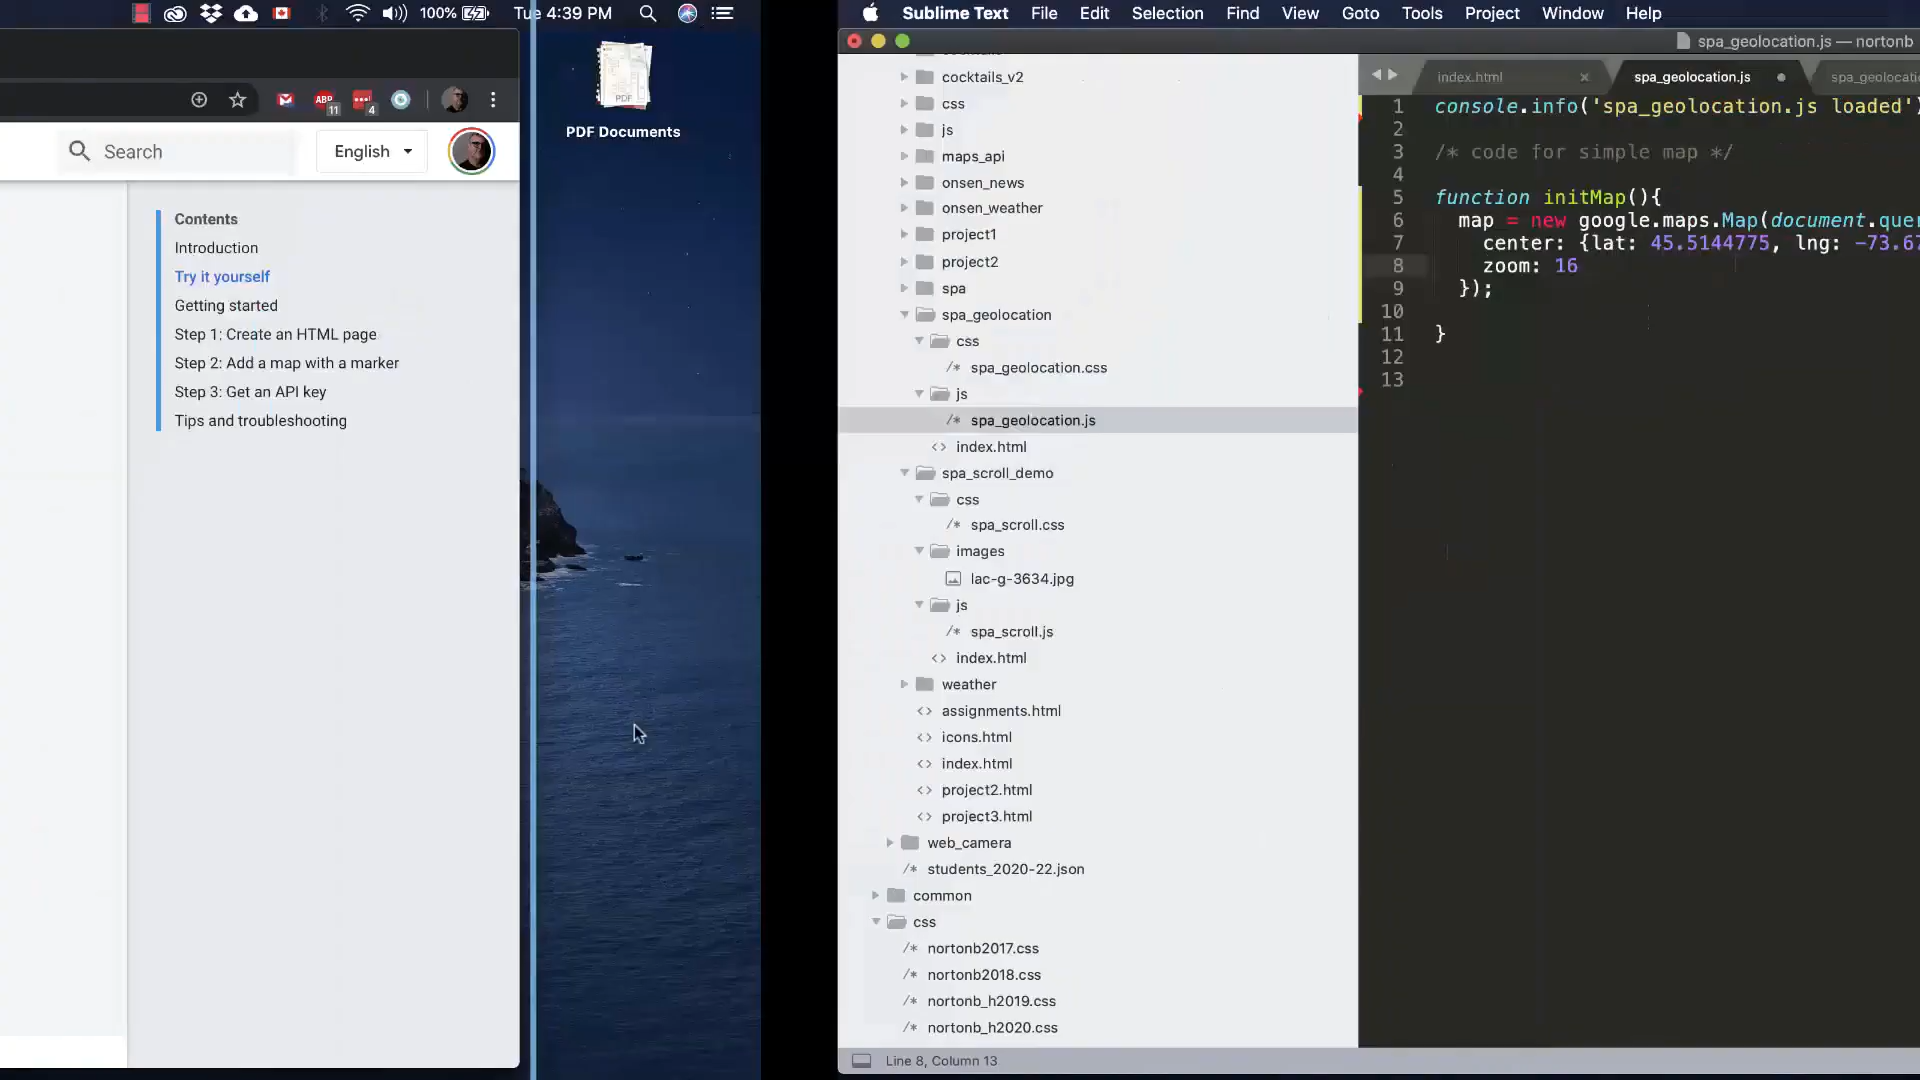 100%
Tue 4:39 PM
ABP
11
4
Search
English
Contents
Introduction
Try it yourself
Getting started
Step 1: Create an HTML page
Step 2: Add a map with a marker
Step 3: Get an API key
Tips and troubleshooting
PDF
PDF Documents
Sublime Text File Edit Selection Find View Goto Tools Project Window Help
spa_geolocation.js — nortonb
cocktails_v2
css
js
maps_api
onsen_news
onsen_weather
project1
project2
spa
spa_geolocation
css
/* spa_geolocation.css
js
/* spa_geolocation.js
<> index.html
spa_scroll_demo
css
/* spa_scroll.css
images
lac-g-3634.jpg
js
/* spa_scroll.js
<> index.html
weather
<> assignments.html
<> icons.html
<> index.html
<> project2.html
<> project3.html
web_camera
/* students_2020-22.json
common
css
/* nortonb2017.css
/* nortonb2018.css
/* nortonb_h2019.css
/* nortonb_h2020.css
Line 8, Column 13
index.html × spa_geolocation.js spa_geolocati
1 console.info('spa_geolocation.js loaded')
2
3 /* code for simple map */
4
5 function initMap(){
6 map = new google.maps.Map(document.quer
7 center: {lat: 45.5144775, lng: -73.67
8 zoom: 16
9 });
10
11 }
12
13